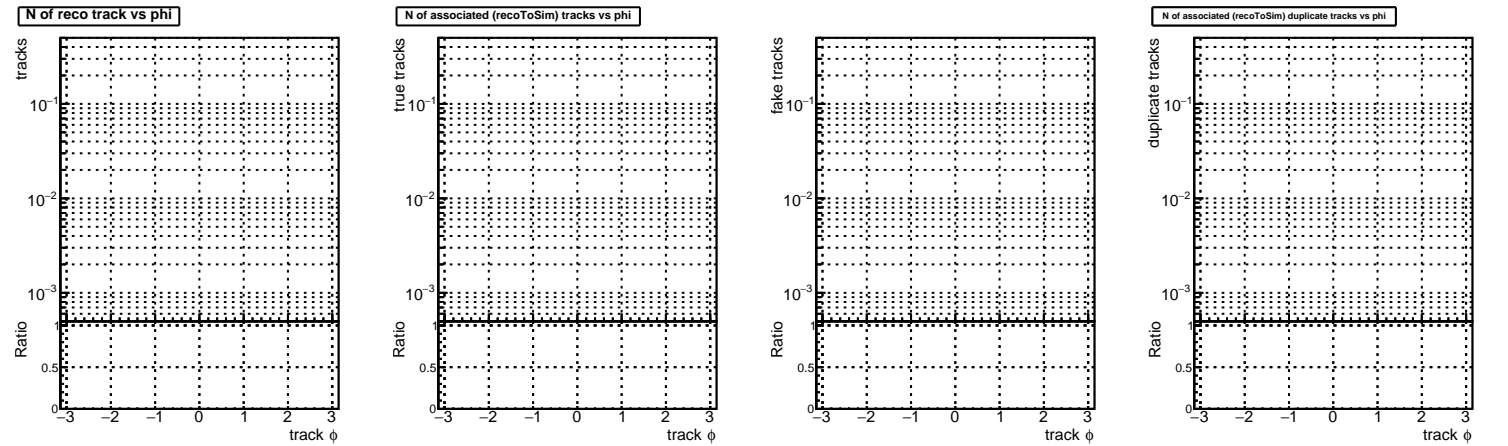 N of reco track vs phi
tracks
10⁻¹
10⁻²
10⁻³
Ratio
1
0.5
0
−3 −2 −1 0 1 2 3
track ϕ
N of associated (recoToSim) tracks vs phi
true tracks
10⁻¹
10⁻²
10⁻³
Ratio
1
0.5
0
−3 −2 −1 0 1 2 3
track ϕ
fake tracks
10⁻¹
10⁻²
10⁻³
Ratio
1
0.5
0
−3 −2 −1 0 1 2 3
track ϕ
N of associated (recoToSim) duplicate tracks vs phi
duplicate tracks
10⁻¹
10⁻²
10⁻³
Ratio
1
0.5
0
−3 −2 −1 0 1 2 3
track ϕ